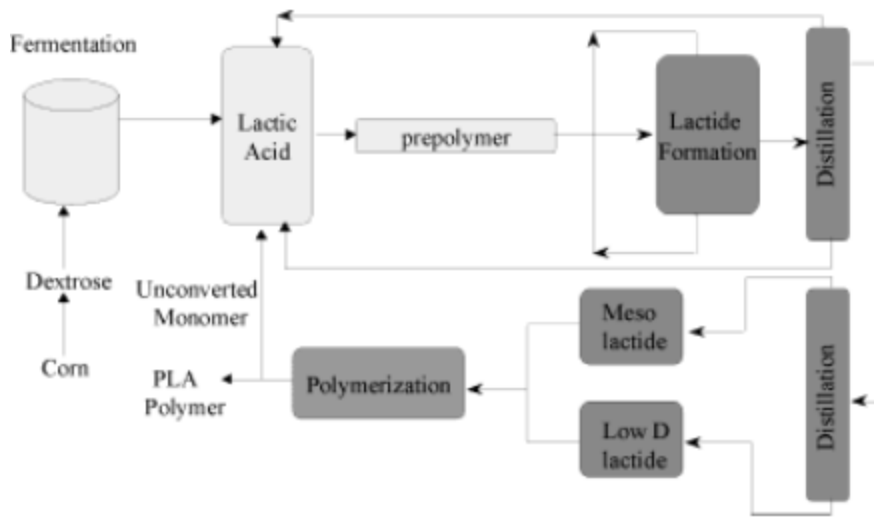 Fermentation
Lactic
Acid
prepolymer
Lactide
Formation
Distillation
Dextrose
Corn
Unconverted
Monomer
PLA
Polymer
Polymerization
Meso
lactide
Low D
lactide
Distillation